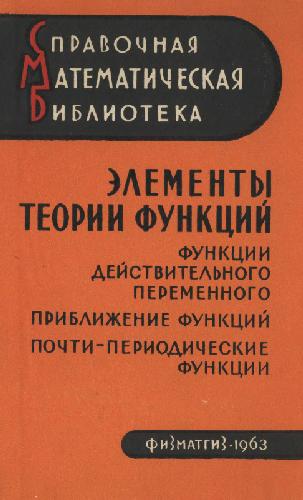 СПРАВОЧНАЯ
МАТЕМАТИЧЕСКАЯ
БИБЛИОТЕКА
ЭЛЕМЕНТЫ
ТЕОРИИ ФУНКЦИЙ
ФУНКЦИИ
ДЕЙСТВИТЕЛЬНОГО
ПЕРЕМЕННОГО
ПРИБЛИЖЕНИЕ ФУНКЦИЙ
ПОЧТИ-ПЕРИОДИЧЕСКИЕ
ФУНКЦИИ
ФИЗМАТГИЗ·1963